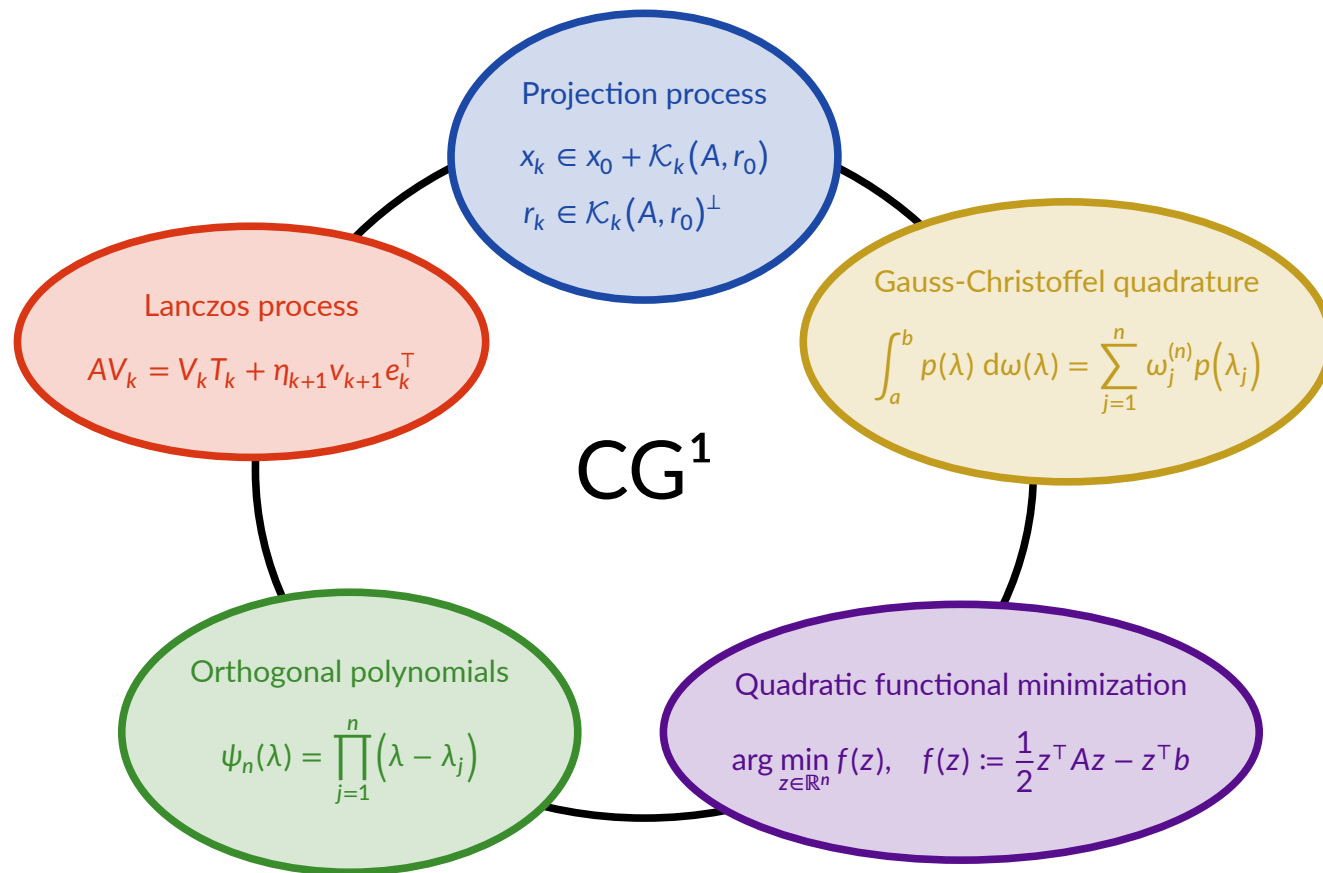 Projection process
x_k ∈ x_0 + 𝒦_k(A, r_0)
r_k ∈ 𝒦_k(A, r_0)^⊥
Lanczos process
AV_k = V_k T_k + η_{k+1} v_{k+1} e_k^⊤
Gauss-Christoffel quadrature
∫_a^b p(λ) dω(λ) = ∑_{j=1}^n ω_j^{(n)} p(λ_j)
CG^1
Orthogonal polynomials
ψ_n(λ) = ∏_{j=1}^n (λ − λ_j)
Quadratic functional minimization
arg min_{z∈ℝ^n} f(z), f(z) := 1/2 z^⊤ Az − z^⊤ b